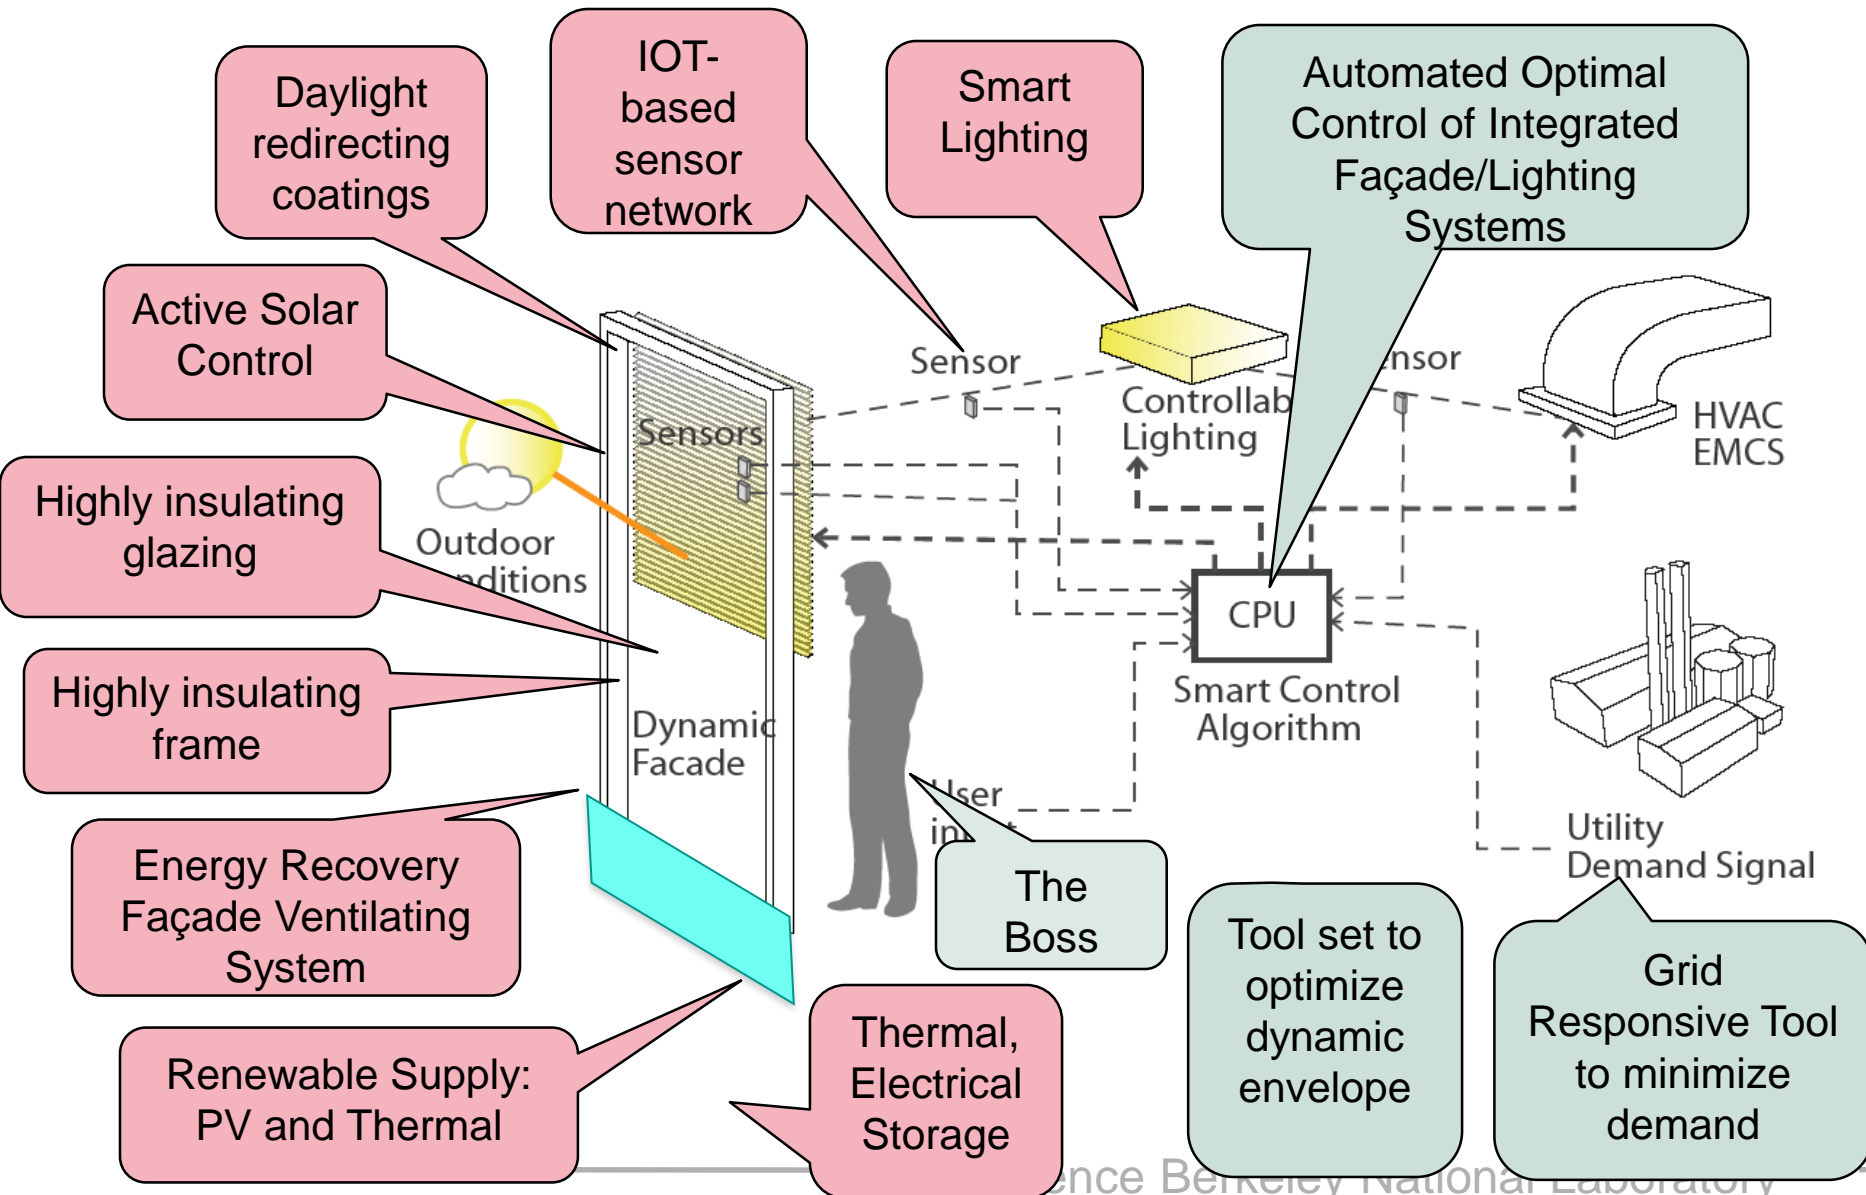 Daylight
redirecting
coatings
IOT-
based
sensor
network
Smart
Lighting
Automated Optimal
Control of Integrated
Façade/Lighting
Systems
Active Solar
Control
Sensor
Controllab
Lighting
HVAC
EMCS
Sensors
Highly insulating
glazing
Outdoor
CPU
Smart Control
Algorithm
Highly insulating
frame
Dynamic
Facade
User
Utility
Demand Signal
Energy Recovery
Façade Ventilating
System
The
Boss
Tool set to
optimize
dynamic
envelope
Grid
Responsive Tool
to minimize
demand
Renewable Supply:
PV and Thermal
Thermal,
Electrical
Storage
Berkeley National Laboratory